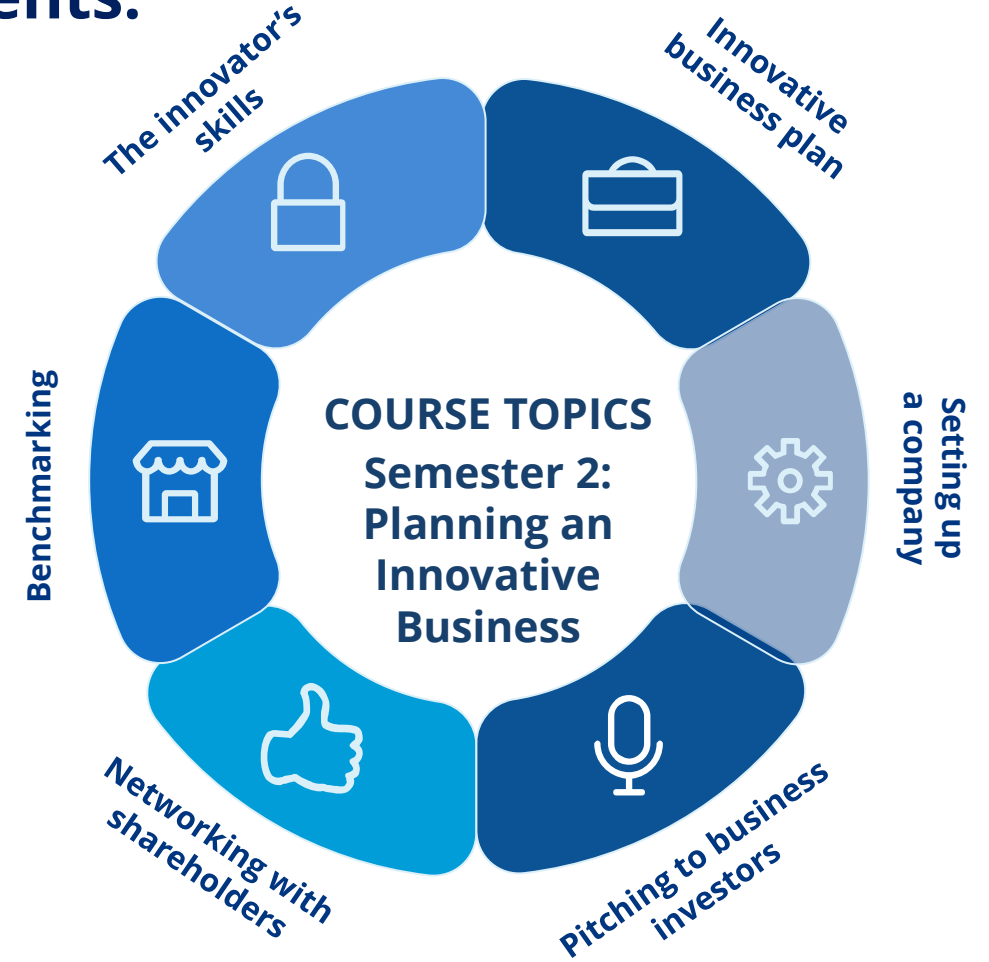 COURSE TOPICS
Semester 2:
Planning an
Innovative
Business
The innovator's
skills
Innovative
business plan
Setting up
a company
Pitching to business
investors
Networking with
shareholders
Benchmarking